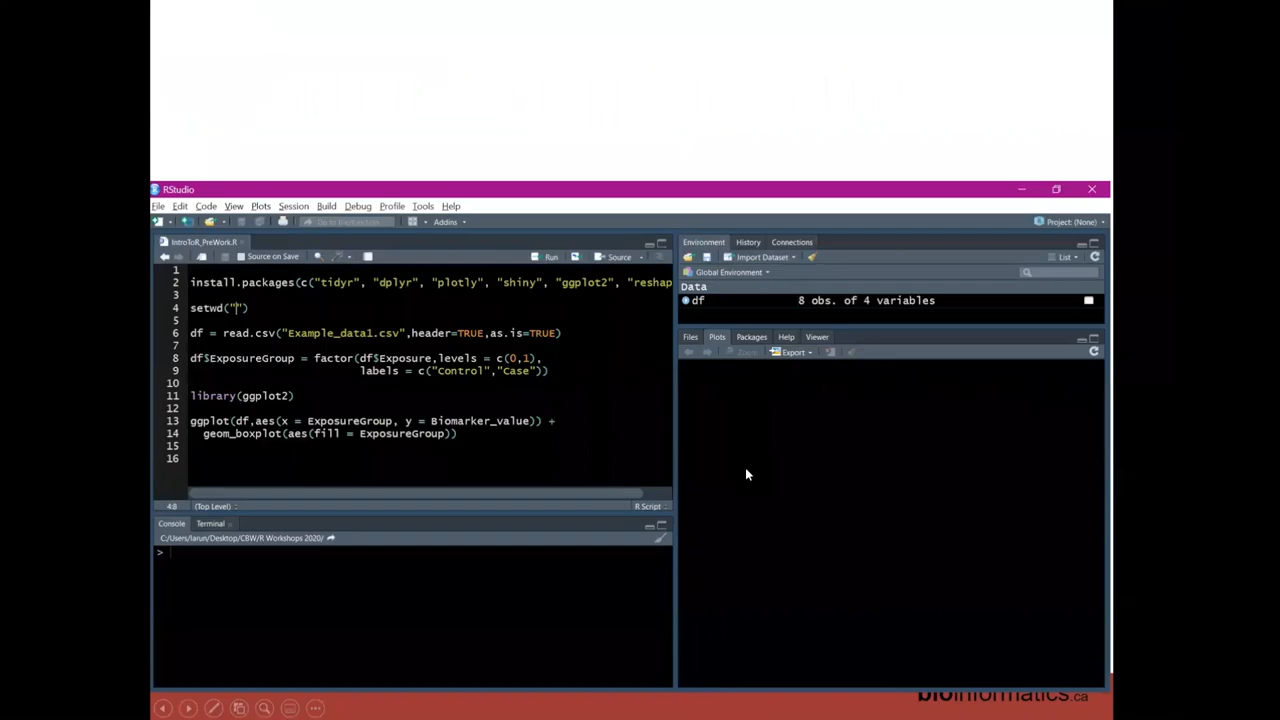 RStudio
File Edit Code View Plots Session Build Debug Profile Tools Help
Go to file/function Addins Project: (None)
IntroToR_PreWork.R
Source on Save Run Source
1
2 install.packages(c("tidyr", "dplyr", "plotly", "shiny", "ggplot2", "reshap
3
4 setwd("")
5
6 df = read.csv("Example_data1.csv",header=TRUE,as.is=TRUE)
7
8 df$ExposureGroup = factor(df$Exposure,levels = c(0,1),
9 labels = c("Control","Case"))
10
11 library(ggplot2)
12
13 ggplot(df,aes(x = ExposureGroup, y = Biomarker_value)) +
14 geom_boxplot(aes(fill = ExposureGroup))
15
16
4:8 (Top Level) R Script
Console Terminal
C:/Users/larun/Desktop/CBW/R Workshops 2020/
>
Environment History Connections
Import Dataset List
Global Environment
Data
df 8 obs. of 4 variables
Files Plots Packages Help Viewer
Zoom Export
bioinformatics.ca